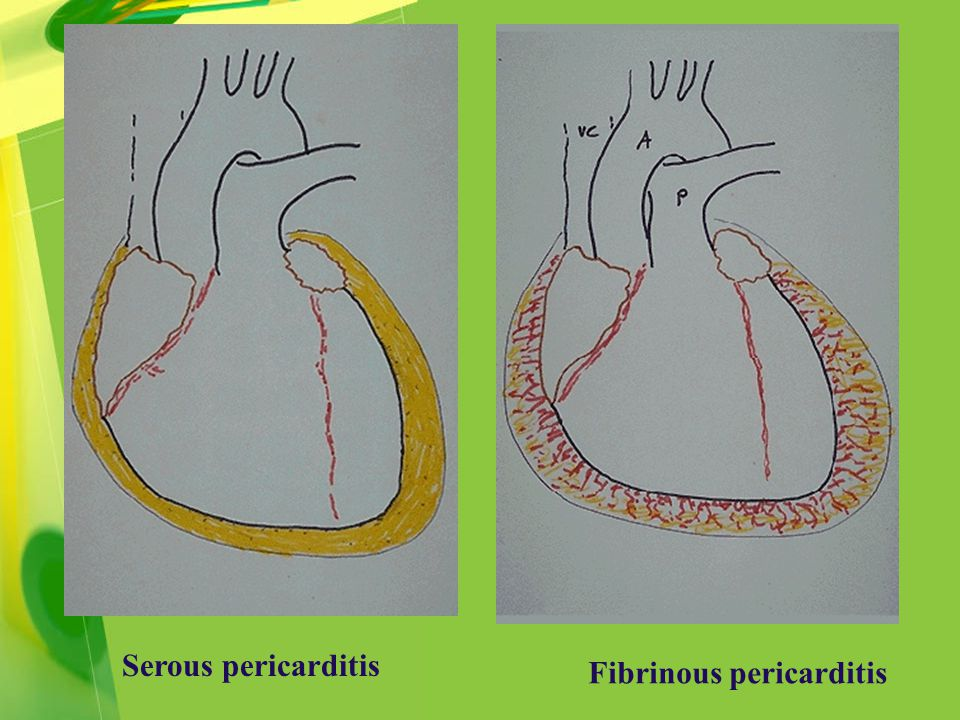 VC
A
P
Serous pericarditis
Fibrinous pericarditis